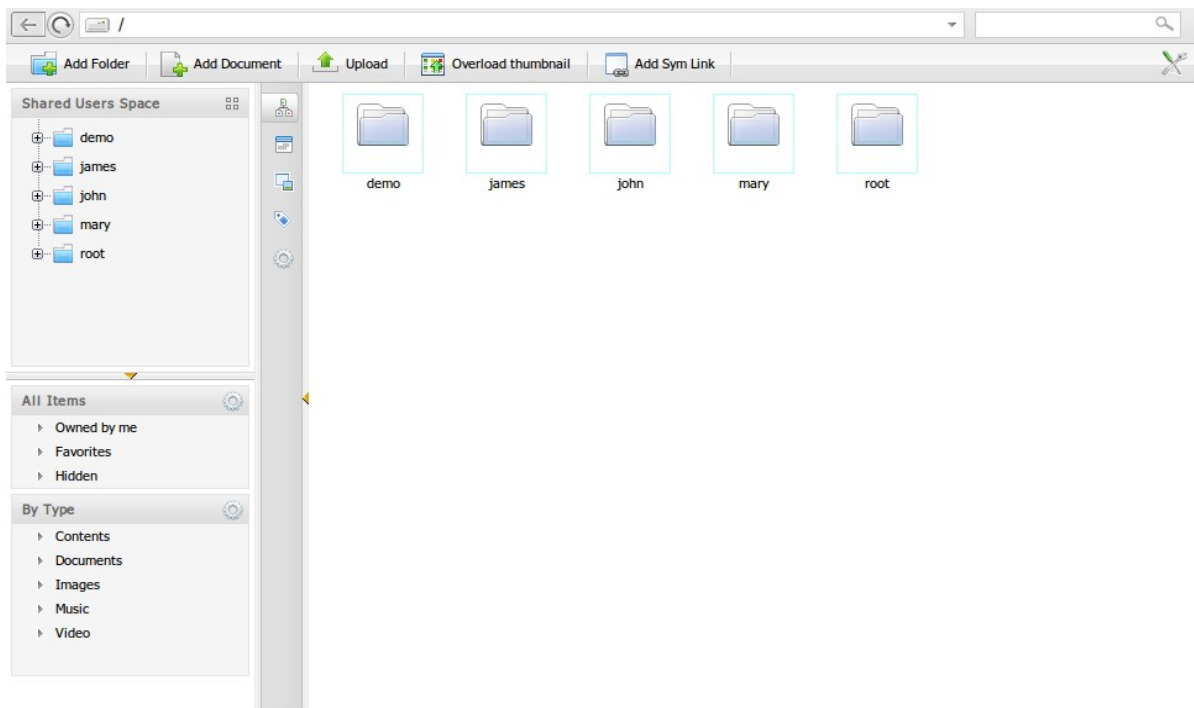 /
Add Folder Add Document Upload Overload thumbnail Add Sym Link
Shared Users Space
demo
james
john
mary
root
All Items
Owned by me
Favorites
Hidden
By Type
Contents
Documents
Images
Music
Video
demo james john mary root